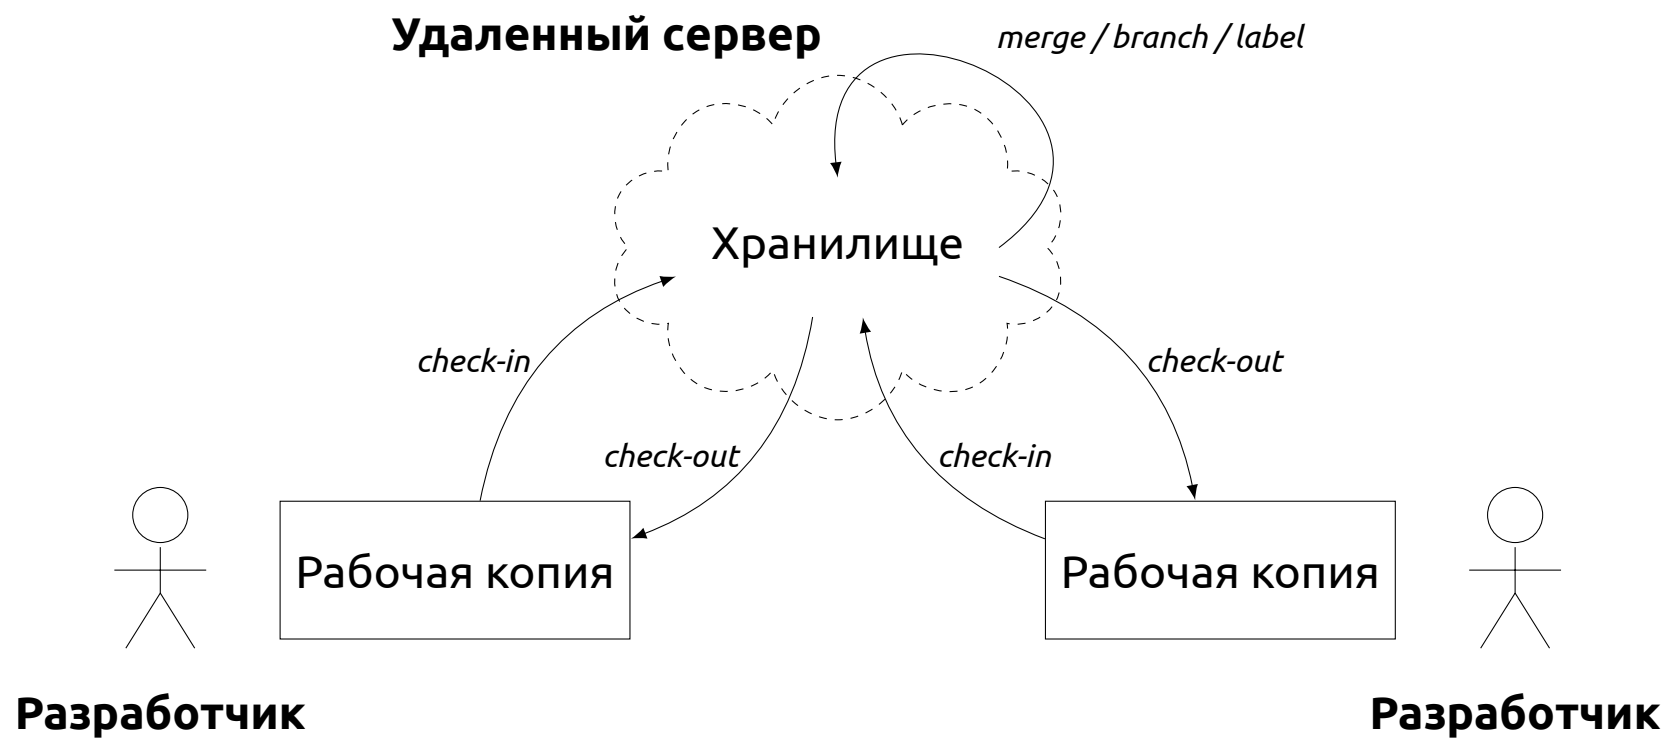 Удаленный сервер
merge / branch / label
Хранилище
check-in
check-out
check-out
check-in
Рабочая копия
Рабочая копия
Разработчик
Разработчик